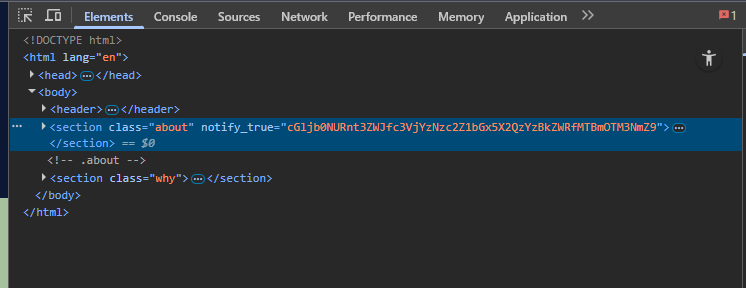 Elements Console Sources Network Performance Memory Application >> 1
<!DOCTYPE html>
<html lang="en">
<head> ... </head>
<body>
<header> ... </header>
... <section class="about" notify_true="cGljb0NURnt3ZWJfc3VjYzNzc2Z1bGx5X2QzYzBkZWRfMTBmOTM3NmZ9"> ...
</section> == $0
<!-- .about -->
<section class="why"> ... </section>
</body>
</html>